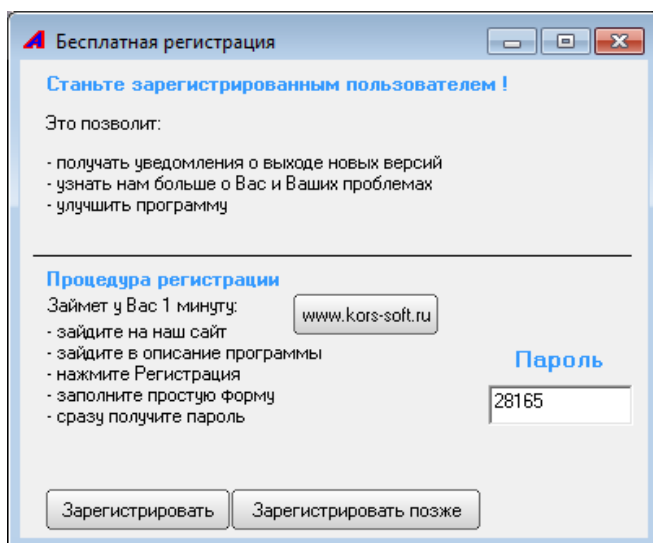 Бесплатная регистрация
Станьте зарегистрированным пользователем !
Это позволит:
- получать уведомления о выходе новых версий
- узнать нам больше о Вас и Ваших проблемах
- улучшить программу
Процедура регистрации
Займет у Вас 1 минуту:
www.kors-soft.ru
- зайдите на наш сайт
- зайдите в описание программы
- нажмите Регистрация
- заполните простую форму
- сразу получите пароль
Пароль
28165
Зарегистрировать
Зарегистрировать позже